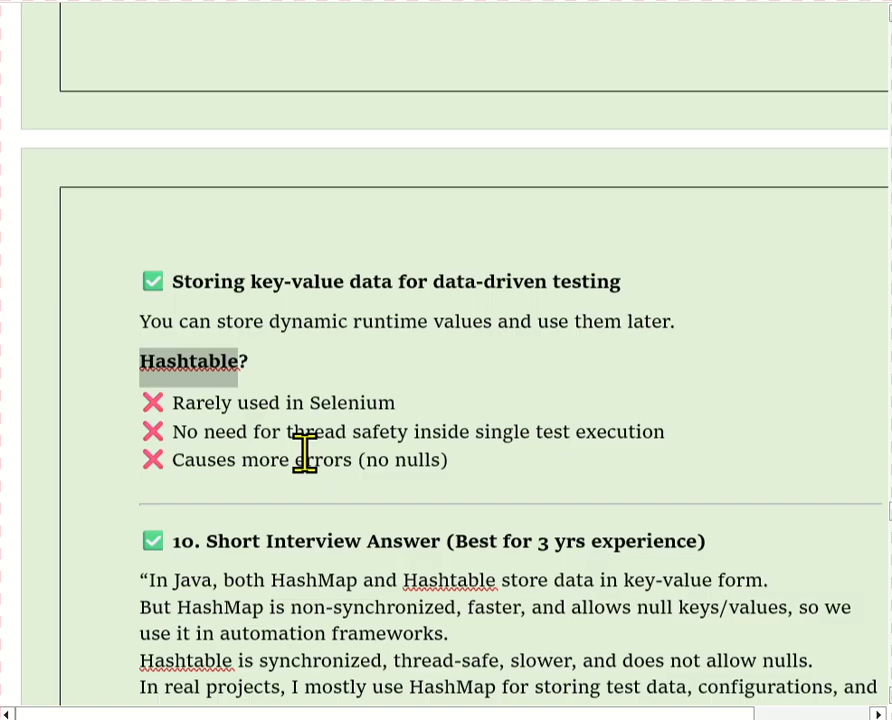 ✅ Storing key-value data for data-driven testing
You can store dynamic runtime values and use them later.
Hashtable?
❌ Rarely used in Selenium
❌ No need for thread safety inside single test execution
❌ Causes more errors (no nulls)
✅ 10. Short Interview Answer (Best for 3 yrs experience)
“In Java, both HashMap and Hashtable store data in key-value form.
But HashMap is non-synchronized, faster, and allows null keys/values, so we
use it in automation frameworks.
Hashtable is synchronized, thread-safe, slower, and does not allow nulls.
In real projects, I mostly use HashMap for storing test data, configurations, and